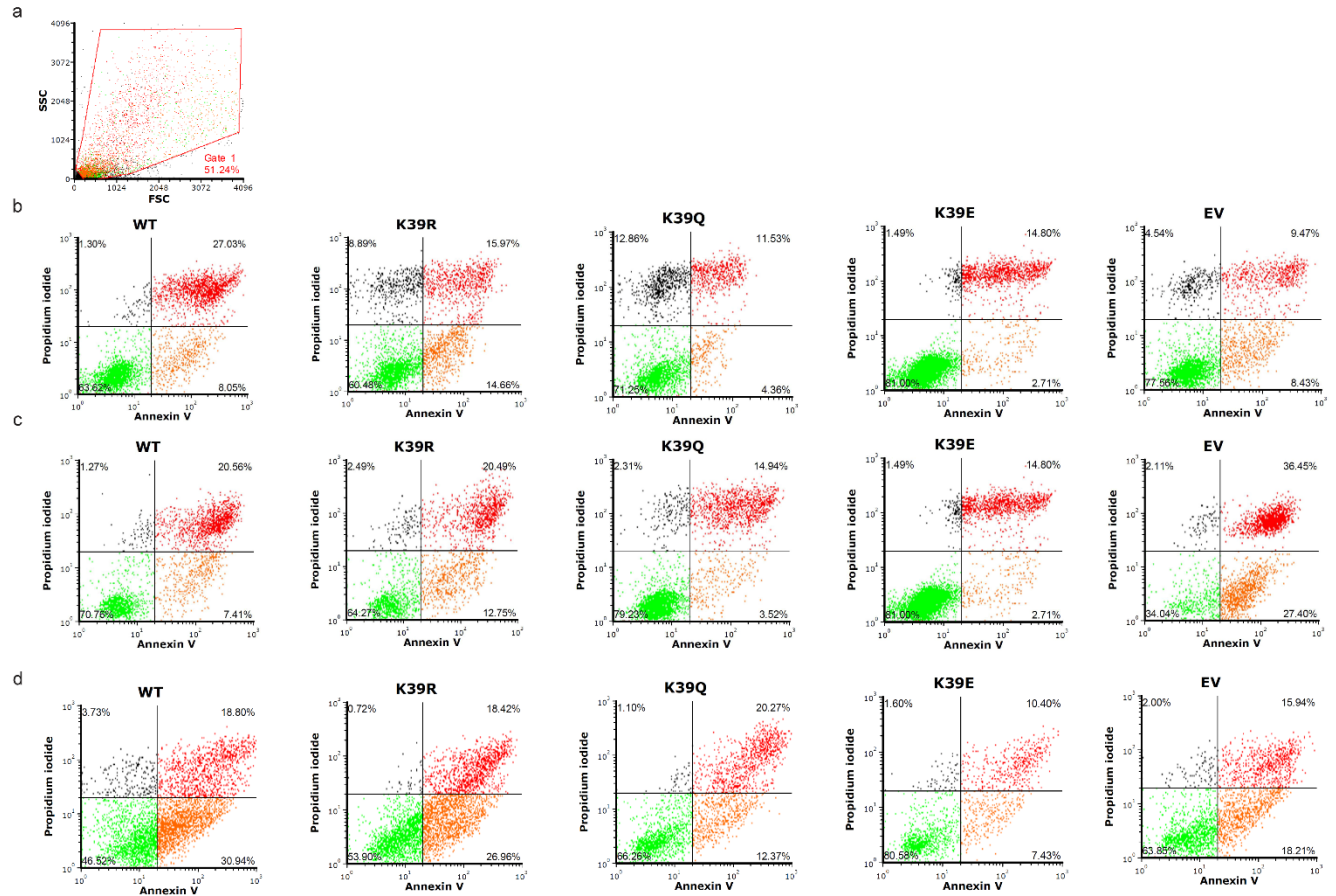 a
4096
3072
2048
1024
0
SSC
Gate 1
51.24%
0 1024 2048 3072 4096
FSC
b
WT K39R K39Q K39E EV
1.30% 27.03% 8.89% 15.97% 12.86% 11.53% 1.49% 14.80% 4.54% 9.47%
Propidium iodide Propidium iodide Propidium iodide Propidium iodide Propidium iodide
63.62% 8.05% 60.48% 14.66% 71.25% 4.36% 81.00% 2.71% 77.56% 8.43%
Annexin V Annexin V Annexin V Annexin V Annexin V
c
WT K39R K39Q K39E EV
1.27% 20.56% 2.49% 20.49% 2.31% 14.94% 1.49% 14.80% 2.11% 36.45%
Propidium iodide Propidium iodide Propidium iodide Propidium iodide Propidium iodide
70.76% 7.41% 64.27% 12.75% 79.23% 3.52% 81.00% 2.71% 34.04% 27.40%
Annexin V Annexin V Annexin V Annexin V Annexin V
d
WT K39R K39Q K39E EV
3.73% 18.80% 0.72% 18.42% 1.10% 20.27% 1.60% 10.40% 2.00% 15.94%
Propidium iodide Propidium iodide Propidium iodide Propidium iodide Propidium iodide
46.52% 30.94% 53.90% 26.96% 66.26% 12.37% 80.58% 7.43% 63.85% 18.21%
Annexin V Annexin V Annexin V Annexin V Annexin V